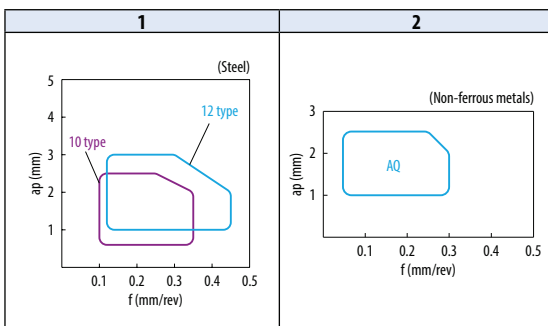 1
2
(Steel)
5
4
3
2
1
12 type
10 type
ap (mm)
0.1 0.2 0.3 0.4 0.5
f (mm/rev)
(Non-ferrous metals)
3
2
1
AQ
ap (mm)
0.1 0.2 0.3 0.4 0.5
f (mm/rev)